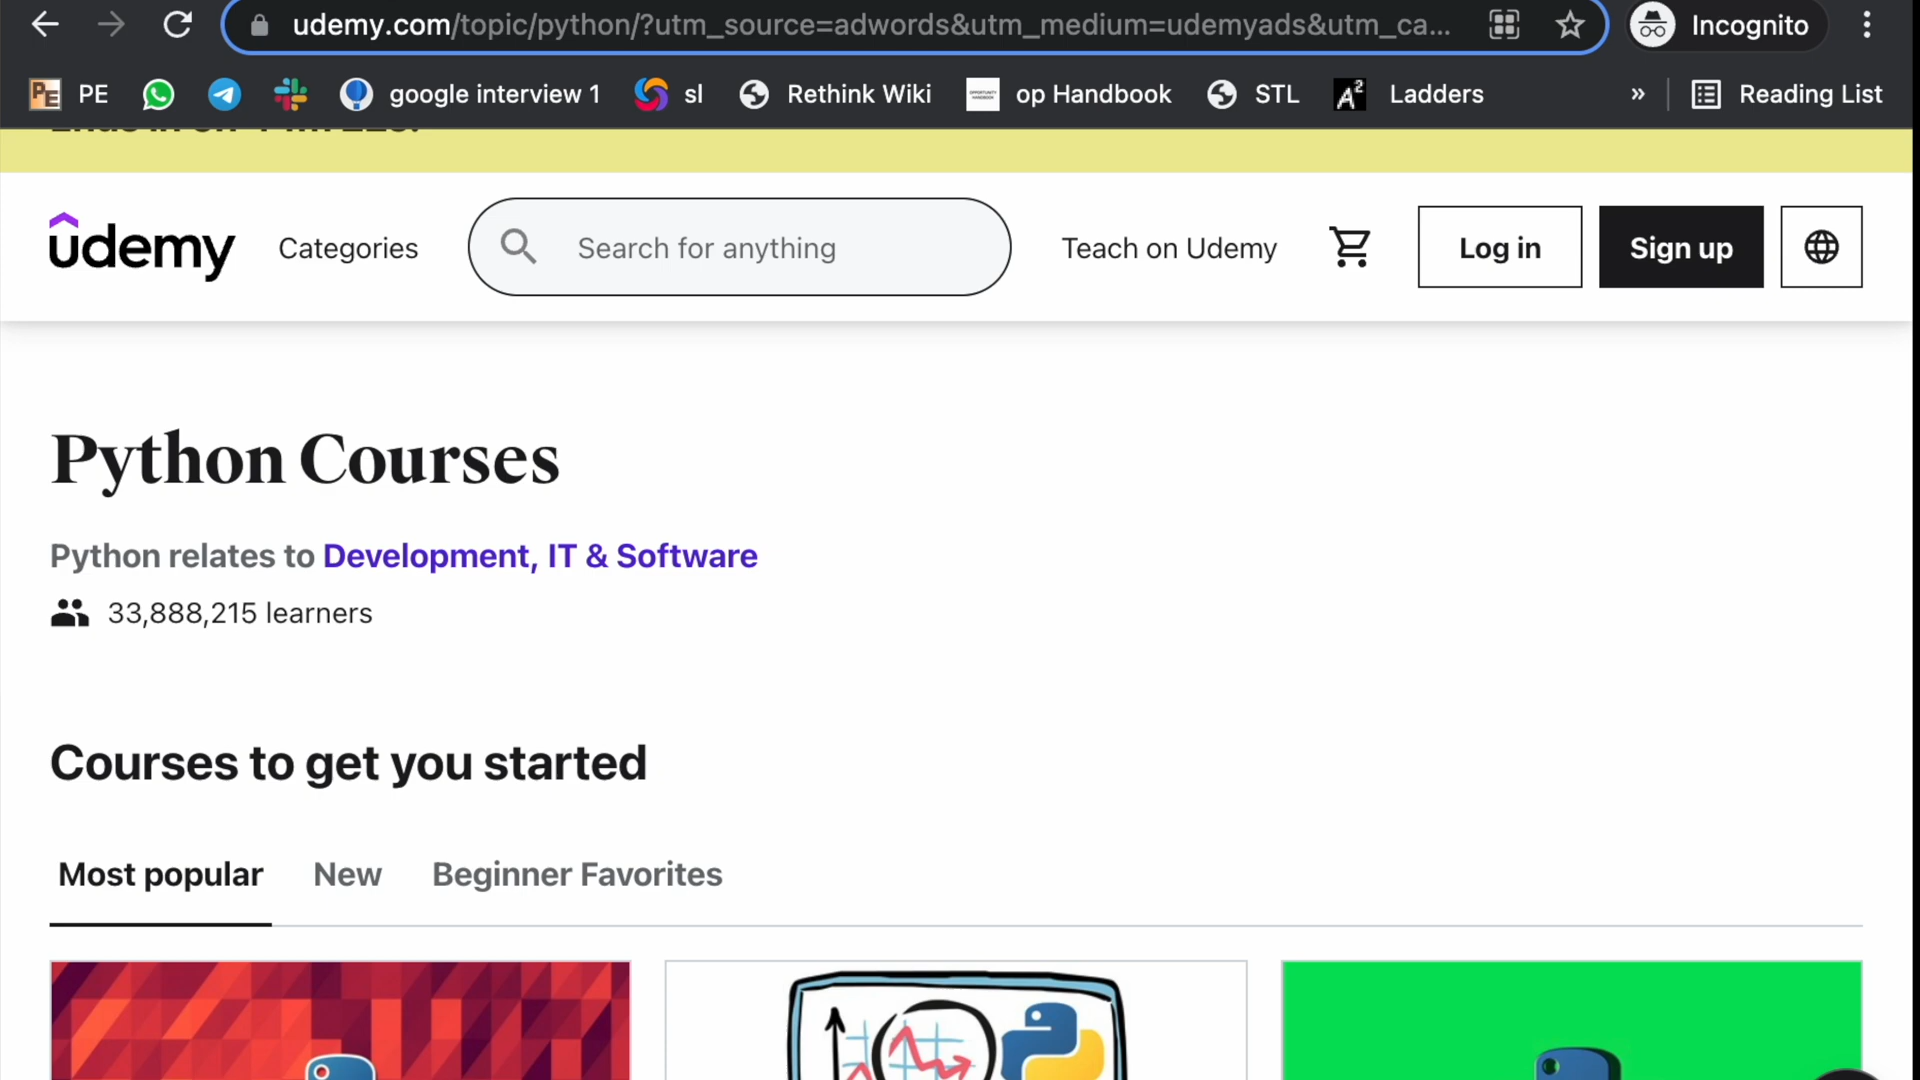 udemy.com/topic/python/?utm_source=adwords&utm_medium=udemyads&utm_ca...
Incognito
PE PE google interview 1 sl Rethink Wiki op Handbook STL A² Ladders » Reading List
udemy Categories Search for anything Teach on Udemy Log in Sign up
Python Courses
Python relates to Development, IT & Software
33,888,215 learners
Courses to get you started
Most popular New Beginner Favorites